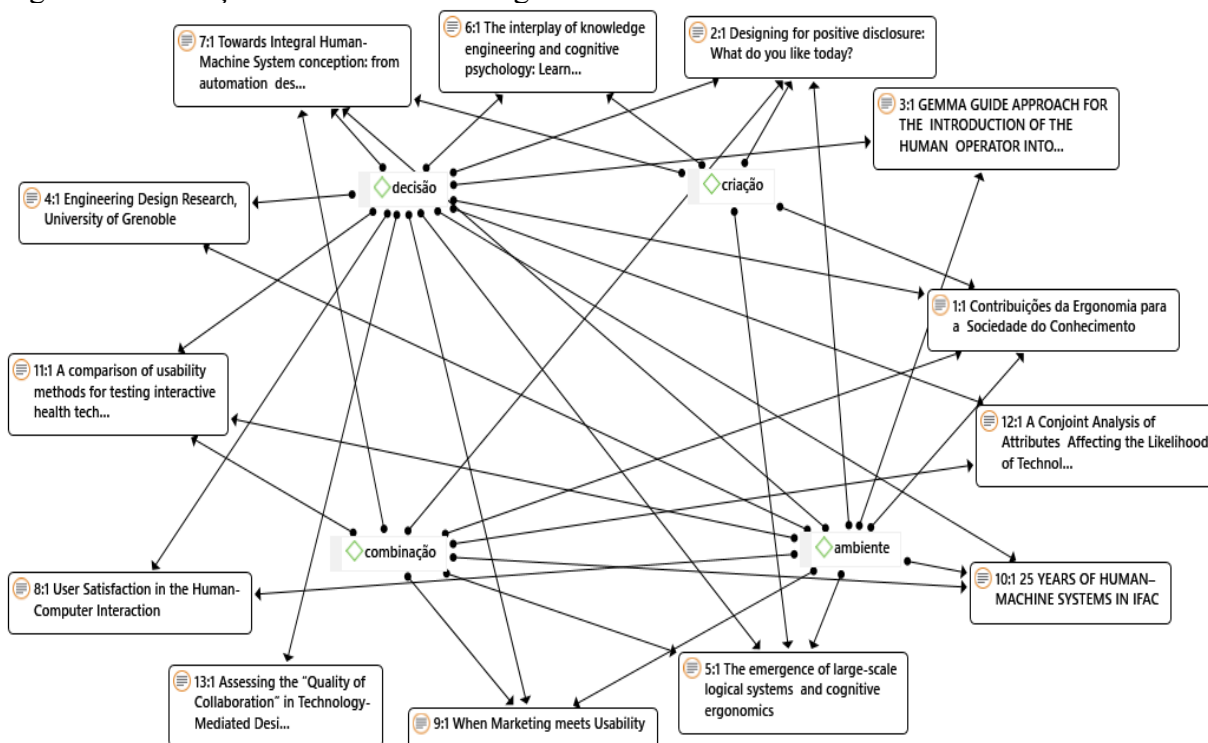 7:1 Towards Integral Human-
Machine System conception: from
automation des...
6:1 The interplay of knowledge
engineering and cognitive
psychology: Learn...
2:1 Designing for positive disclosure:
What do you like today?
3:1 GEMMA GUIDE APPROACH FOR
THE INTRODUCTION OF THE
HUMAN OPERATOR INTO...
4:1 Engineering Design Research,
University of Grenoble
decisão
criação
1:1 Contribuições da Ergonomia para
a Sociedade do Conhecimento
11:1 A comparison of usability
methods for testing interactive
health tech...
12:1 A Conjoint Analysis of
Attributes Affecting the Likelihood
of Technol...
combinação
ambiente
8:1 User Satisfaction in the Human-
Computer Interaction
10:1 25 YEARS OF HUMAN–
MACHINE SYSTEMS IN IFAC
13:1 Assessing the "Quality of
Collaboration" in Technology-
Mediated Desi...
9:1 When Marketing meets Usability
5:1 The emergence of large-scale
logical systems and cognitive
ergonomics